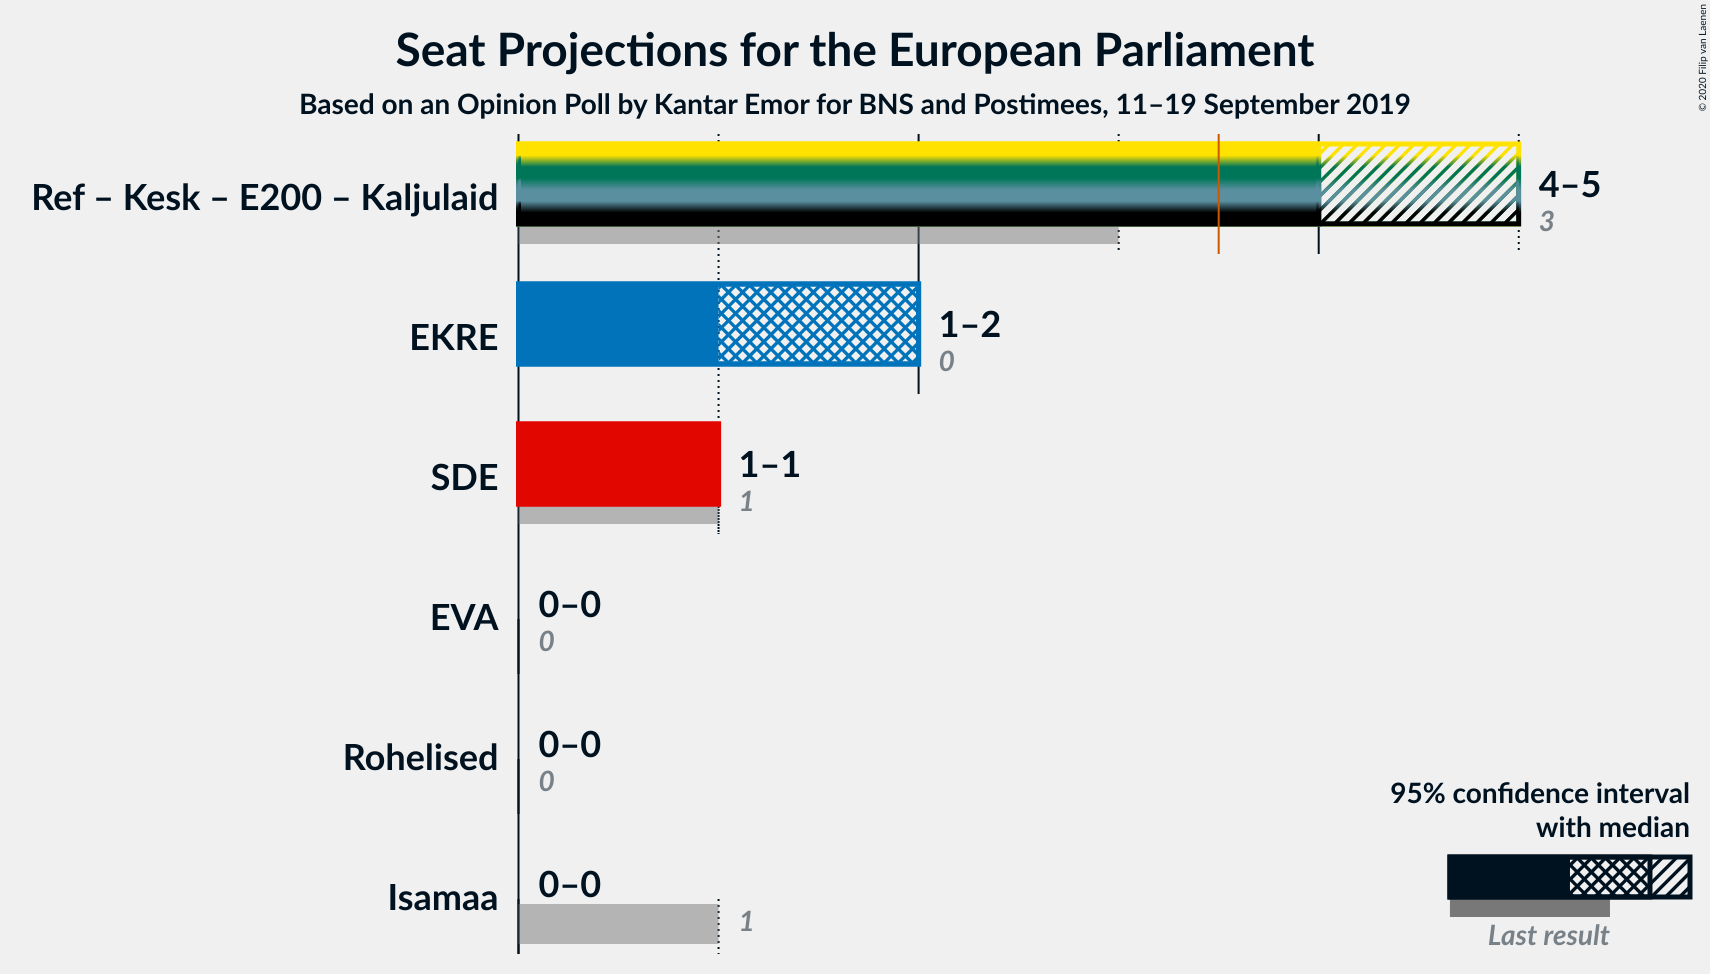 Seat Projections for the European Parliament
Based on an Opinion Poll by Kantar Emor for BNS and Postimees, 11–19 September 2019
© 2020 Filip van Laenen
Ref – Kesk – E200 – Kaljulaid
4–5
3
EKRE
1–2
0
SDE
1–1
1
EVA
0–0
0
Rohelised
0–0
0
Isamaa
0–0
1
95% confidence interval
with median
Last result